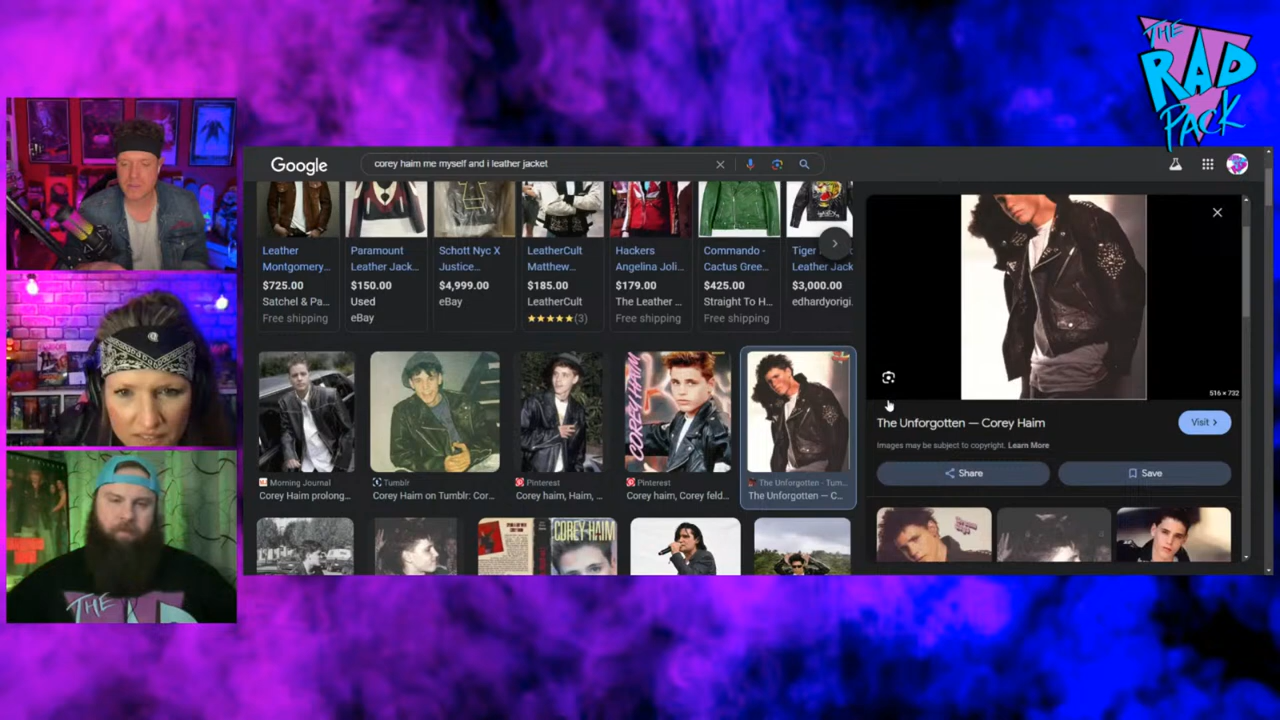 THE
RAD
PACK
Google
corey haim me myself and i leather jacket
Leather
Montgomery...
$725.00
Satchel & Pa...
Free shipping
Paramount
Leather Jack...
$150.00
Used
eBay
Schott Nyc X
Justice...
$4,999.00
eBay
LeatherCult
Matthew...
$185.00
LeatherCult
★★★★★(3)
Hackers
Angelina Joli...
$179.00
The Leather ...
Free shipping
Commando -
Cactus Gree...
$425.00
Straight To H...
Free shipping
Tiger
Leather Jack
$3,000.00
edhardyorigi.
516 × 732
The Unforgotten — Corey Haim
Visit
Images may be subject to copyright. Learn More
Share
Save
COREY HAIM
Morning Journal
Corey Haim prolong...
Tumblr
Corey Haim on Tumblr: Cor...
Pinterest
Corey haim, Haim, ...
Pinterest
Corey haim, Corey feld...
The Unforgotten - Tum...
The Unforgotten — C...
COREY HAIM
THE